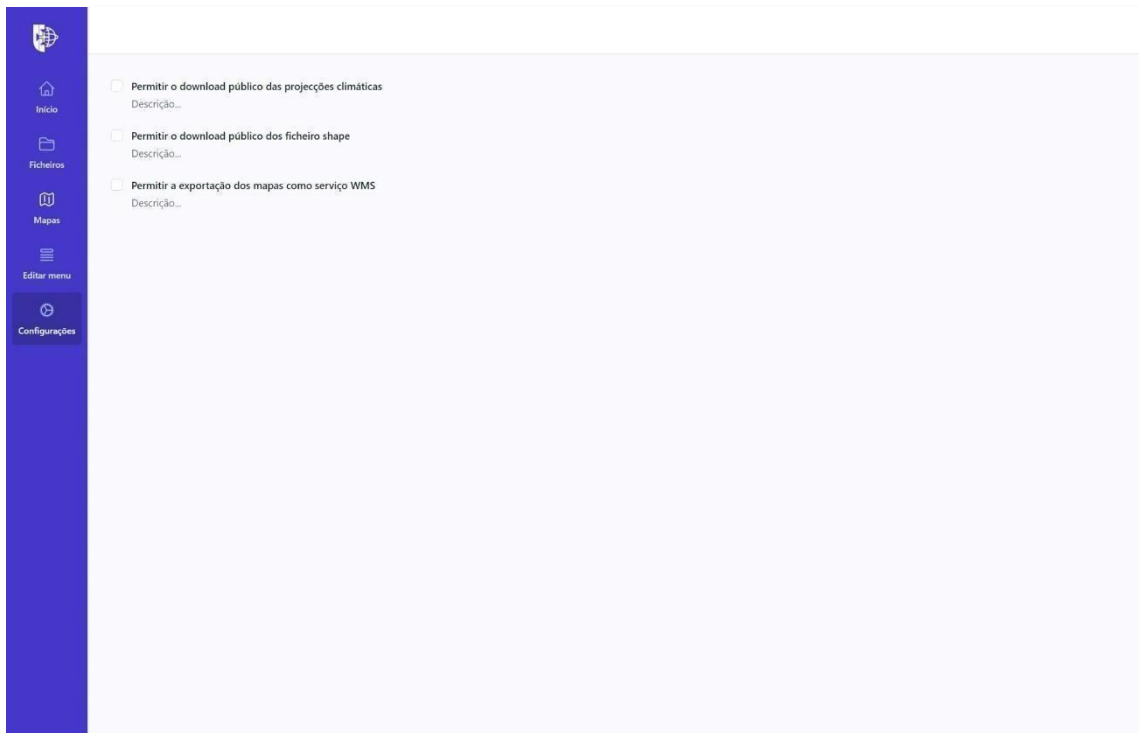 Início
Ficheiros
Mapas
Editar menu
Configurações
Permitir o download público das projecções climáticas
Descrição...
Permitir o download público dos ficheiro shape
Descrição...
Permitir a exportação dos mapas como serviço WMS
Descrição...